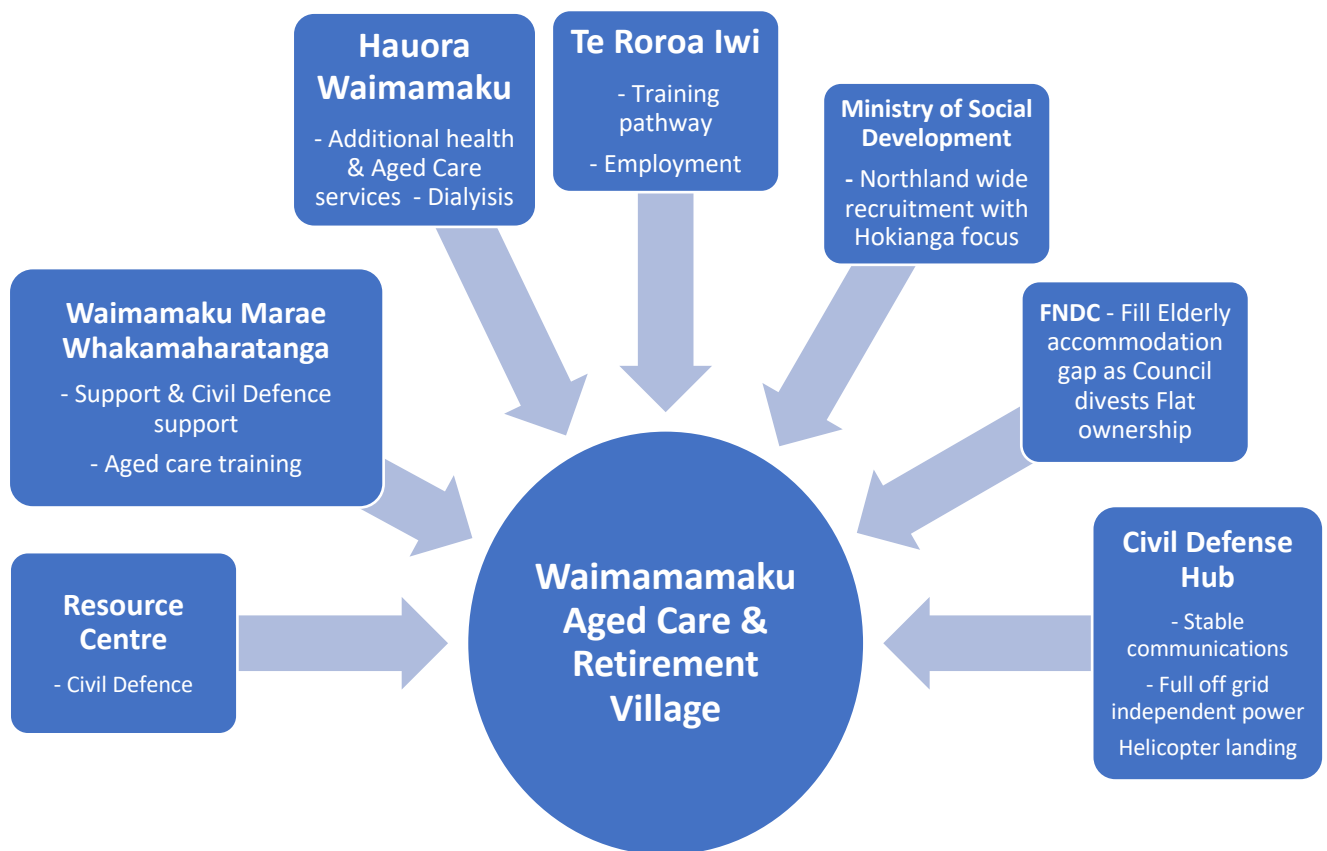 Hauora
Waimamaku
- Additional health
& Aged Care
services - Dialyisis
Te Roroa Iwi
- Training
pathway
- Employment
Ministry of Social
Development
- Northland wide
recruitment with
Hokianga focus
Waimamaku Marae
Whakamaharatanga
- Support & Civil Defence
support
- Aged care training
FNDC - Fill Elderly
accommodation
gap as Council
divests Flat
ownership
Resource
Centre
- Civil Defence
Civil Defense
Hub
- Stable
communications
- Full off grid
independent power
Helicopter landing
Waimamamaku
Aged Care &
Retirement
Village